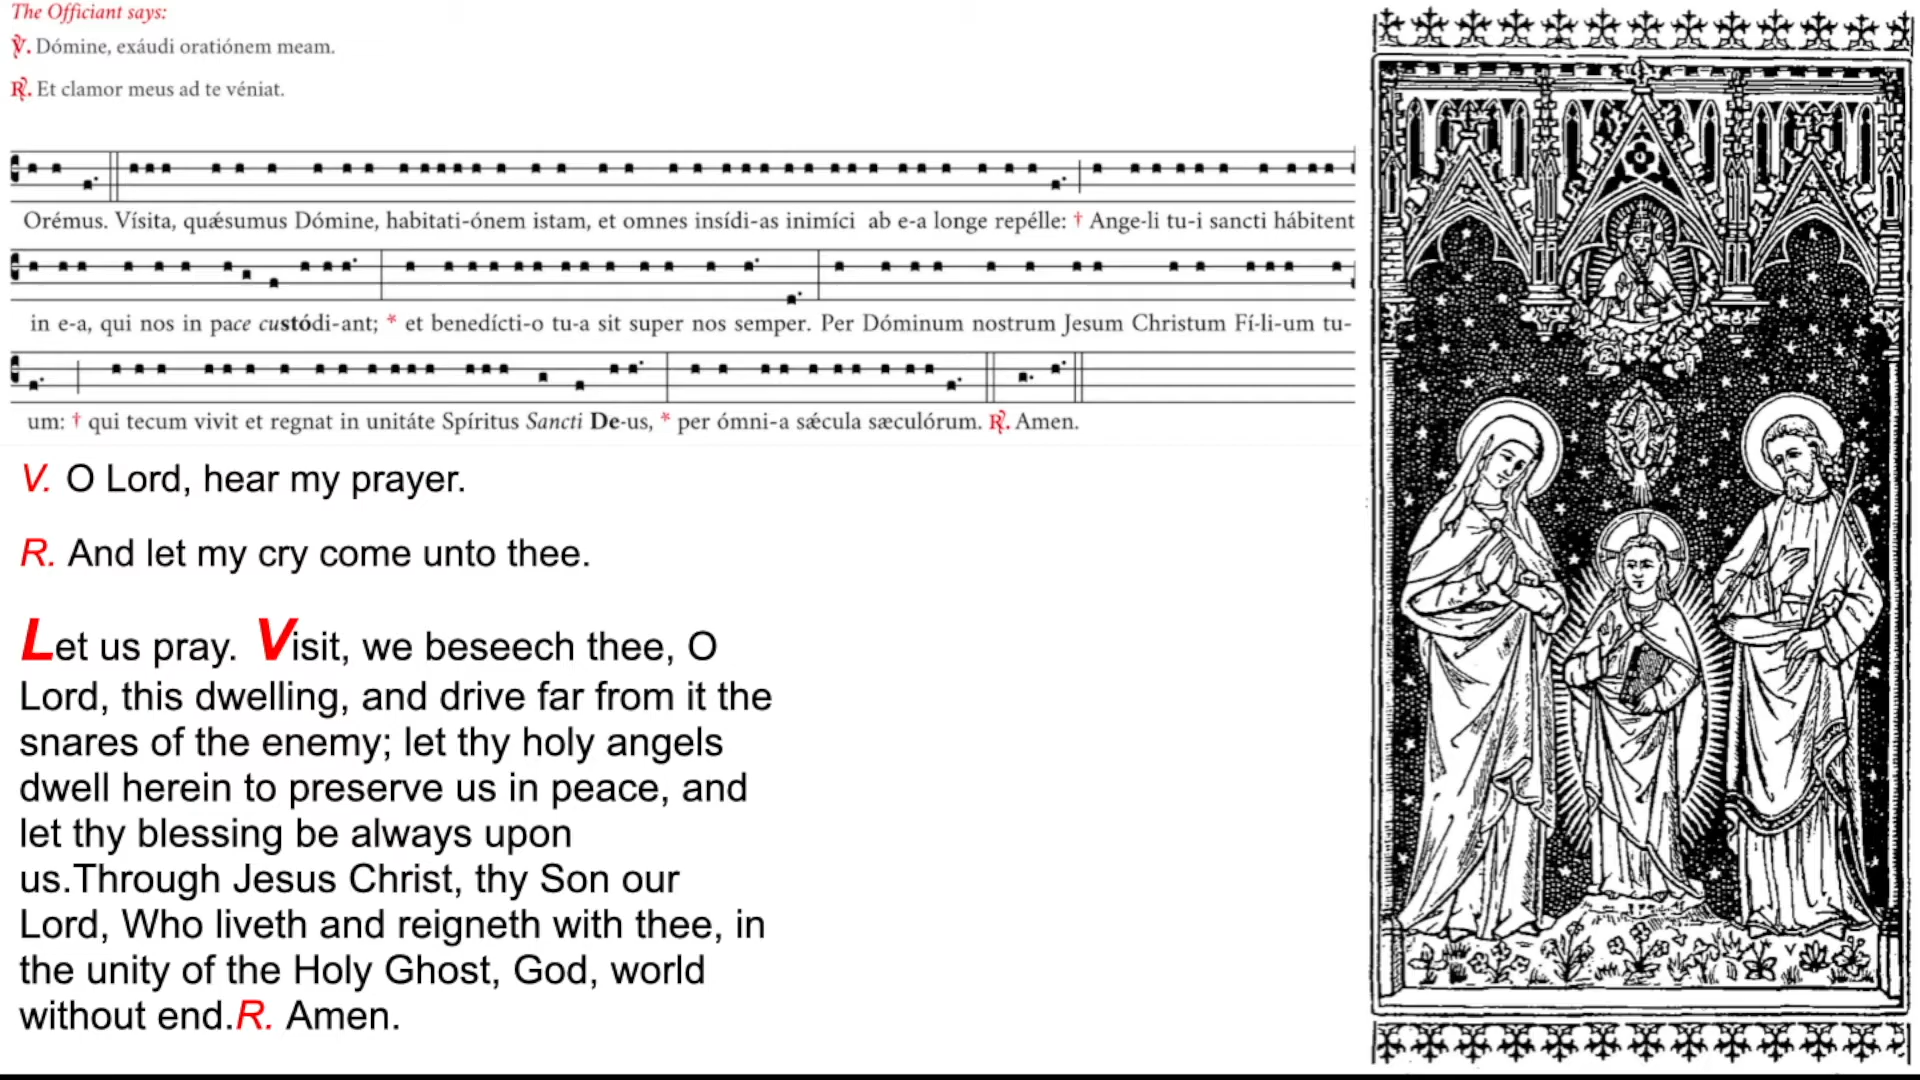 The Officiant says:
℣. Dómine, exáudi oratiónem meam.
℟. Et clamor meus ad te véniat.
Orémus. Vísita, quǽsumus Dómine, habitati-ónem istam, et omnes insídi-as inimíci ab e-a longe repélle: † Ange-li tu-i sancti hábitent
in e-a, qui nos in pace custódi-ant; * et benedícti-o tu-a sit super nos semper. Per Dóminum nostrum Jesum Christum Fí-li-um tu-
um: † qui tecum vivit et regnat in unitáte Spíritus Sancti De-us, * per ómni-a sǽcula sæculórum. ℟. Amen.
V. O Lord, hear my prayer.
R. And let my cry come unto thee.
Let us pray. Visit, we beseech thee, O
Lord, this dwelling, and drive far from it the
snares of the enemy; let thy holy angels
dwell herein to preserve us in peace, and
let thy blessing be always upon
us.Through Jesus Christ, thy Son our
Lord, Who liveth and reigneth with thee, in
the unity of the Holy Ghost, God, world
without end.R. Amen.